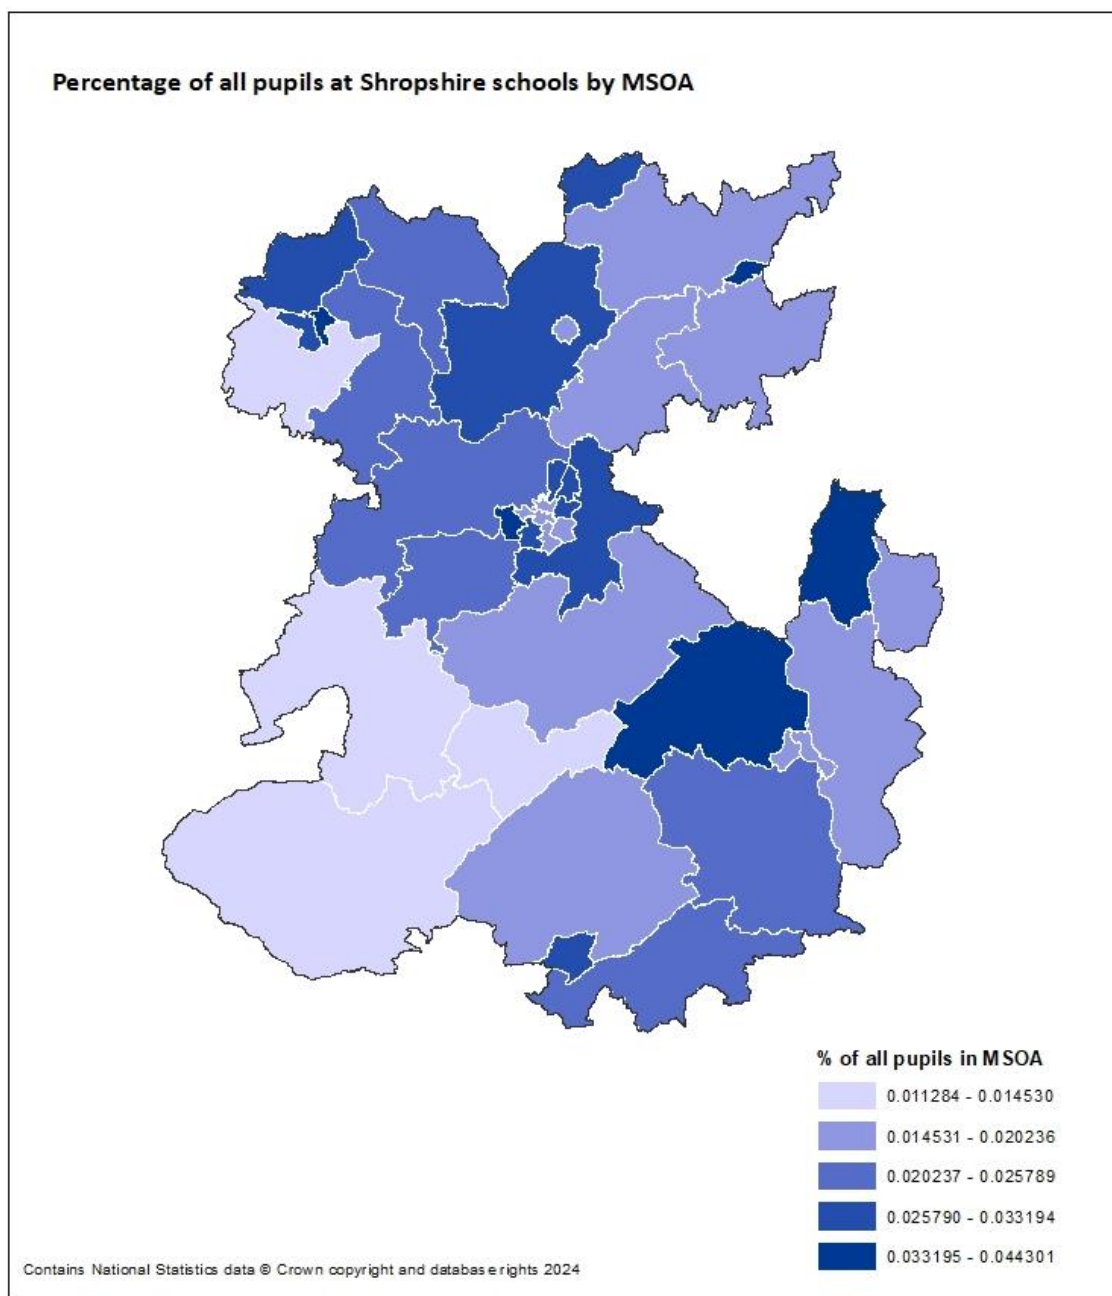 Percentage of all pupils at Shropshire schools by MSOA
% of all pupils in MSOA
0.011284 - 0.014530
0.014531 - 0.020236
0.020237 - 0.025789
0.025790 - 0.033194
0.033195 - 0.044301
Contains National Statistics data © Crown copyright and database rights 2024